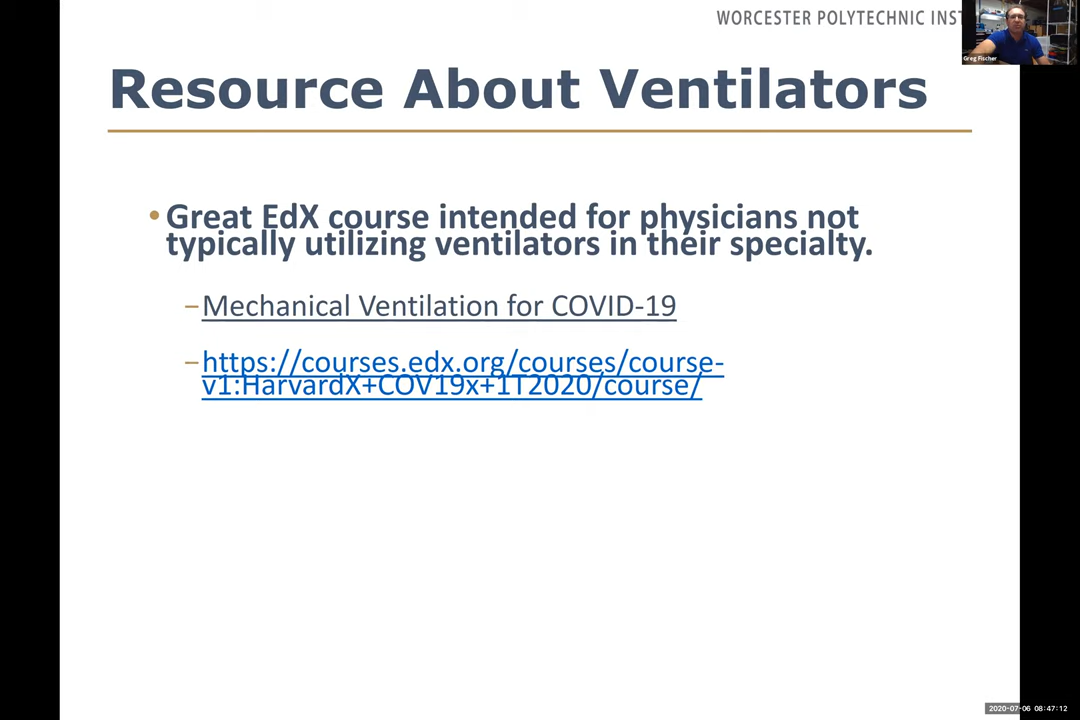 WORCESTER POLYTECHNIC INST
Greg Fischer
Resource About Ventilators
• Great EdX course intended for physicians not
typically utilizing ventilators in their specialty.
–Mechanical Ventilation for COVID-19
–https://courses.edx.org/courses/course-
v1:HarvardX+COV19x+1T2020/course/
2020-07-06 08:47:12